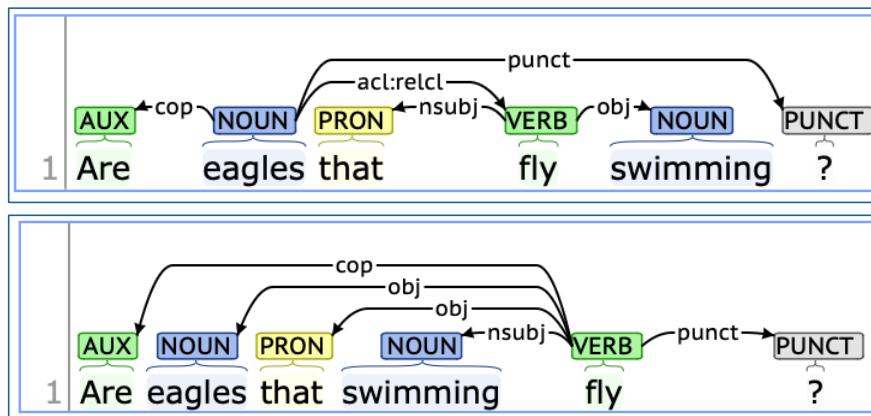 punct
acl:relcl
cop nsubj obj
AUX NOUN PRON VERB NOUN PUNCT
1 Are eagles that fly swimming ?
cop
obj
obj
nsubj punct
AUX NOUN PRON NOUN VERB PUNCT
1 Are eagles that swimming fly ?